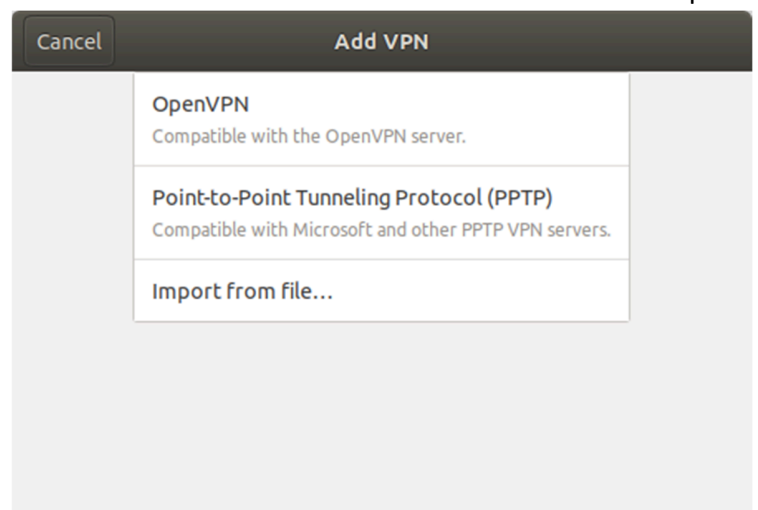 Cancel
Add VPN
OpenVPN
Compatible with the OpenVPN server.
Point-to-Point Tunneling Protocol (PPTP)
Compatible with Microsoft and other PPTP VPN servers.
Import from file...